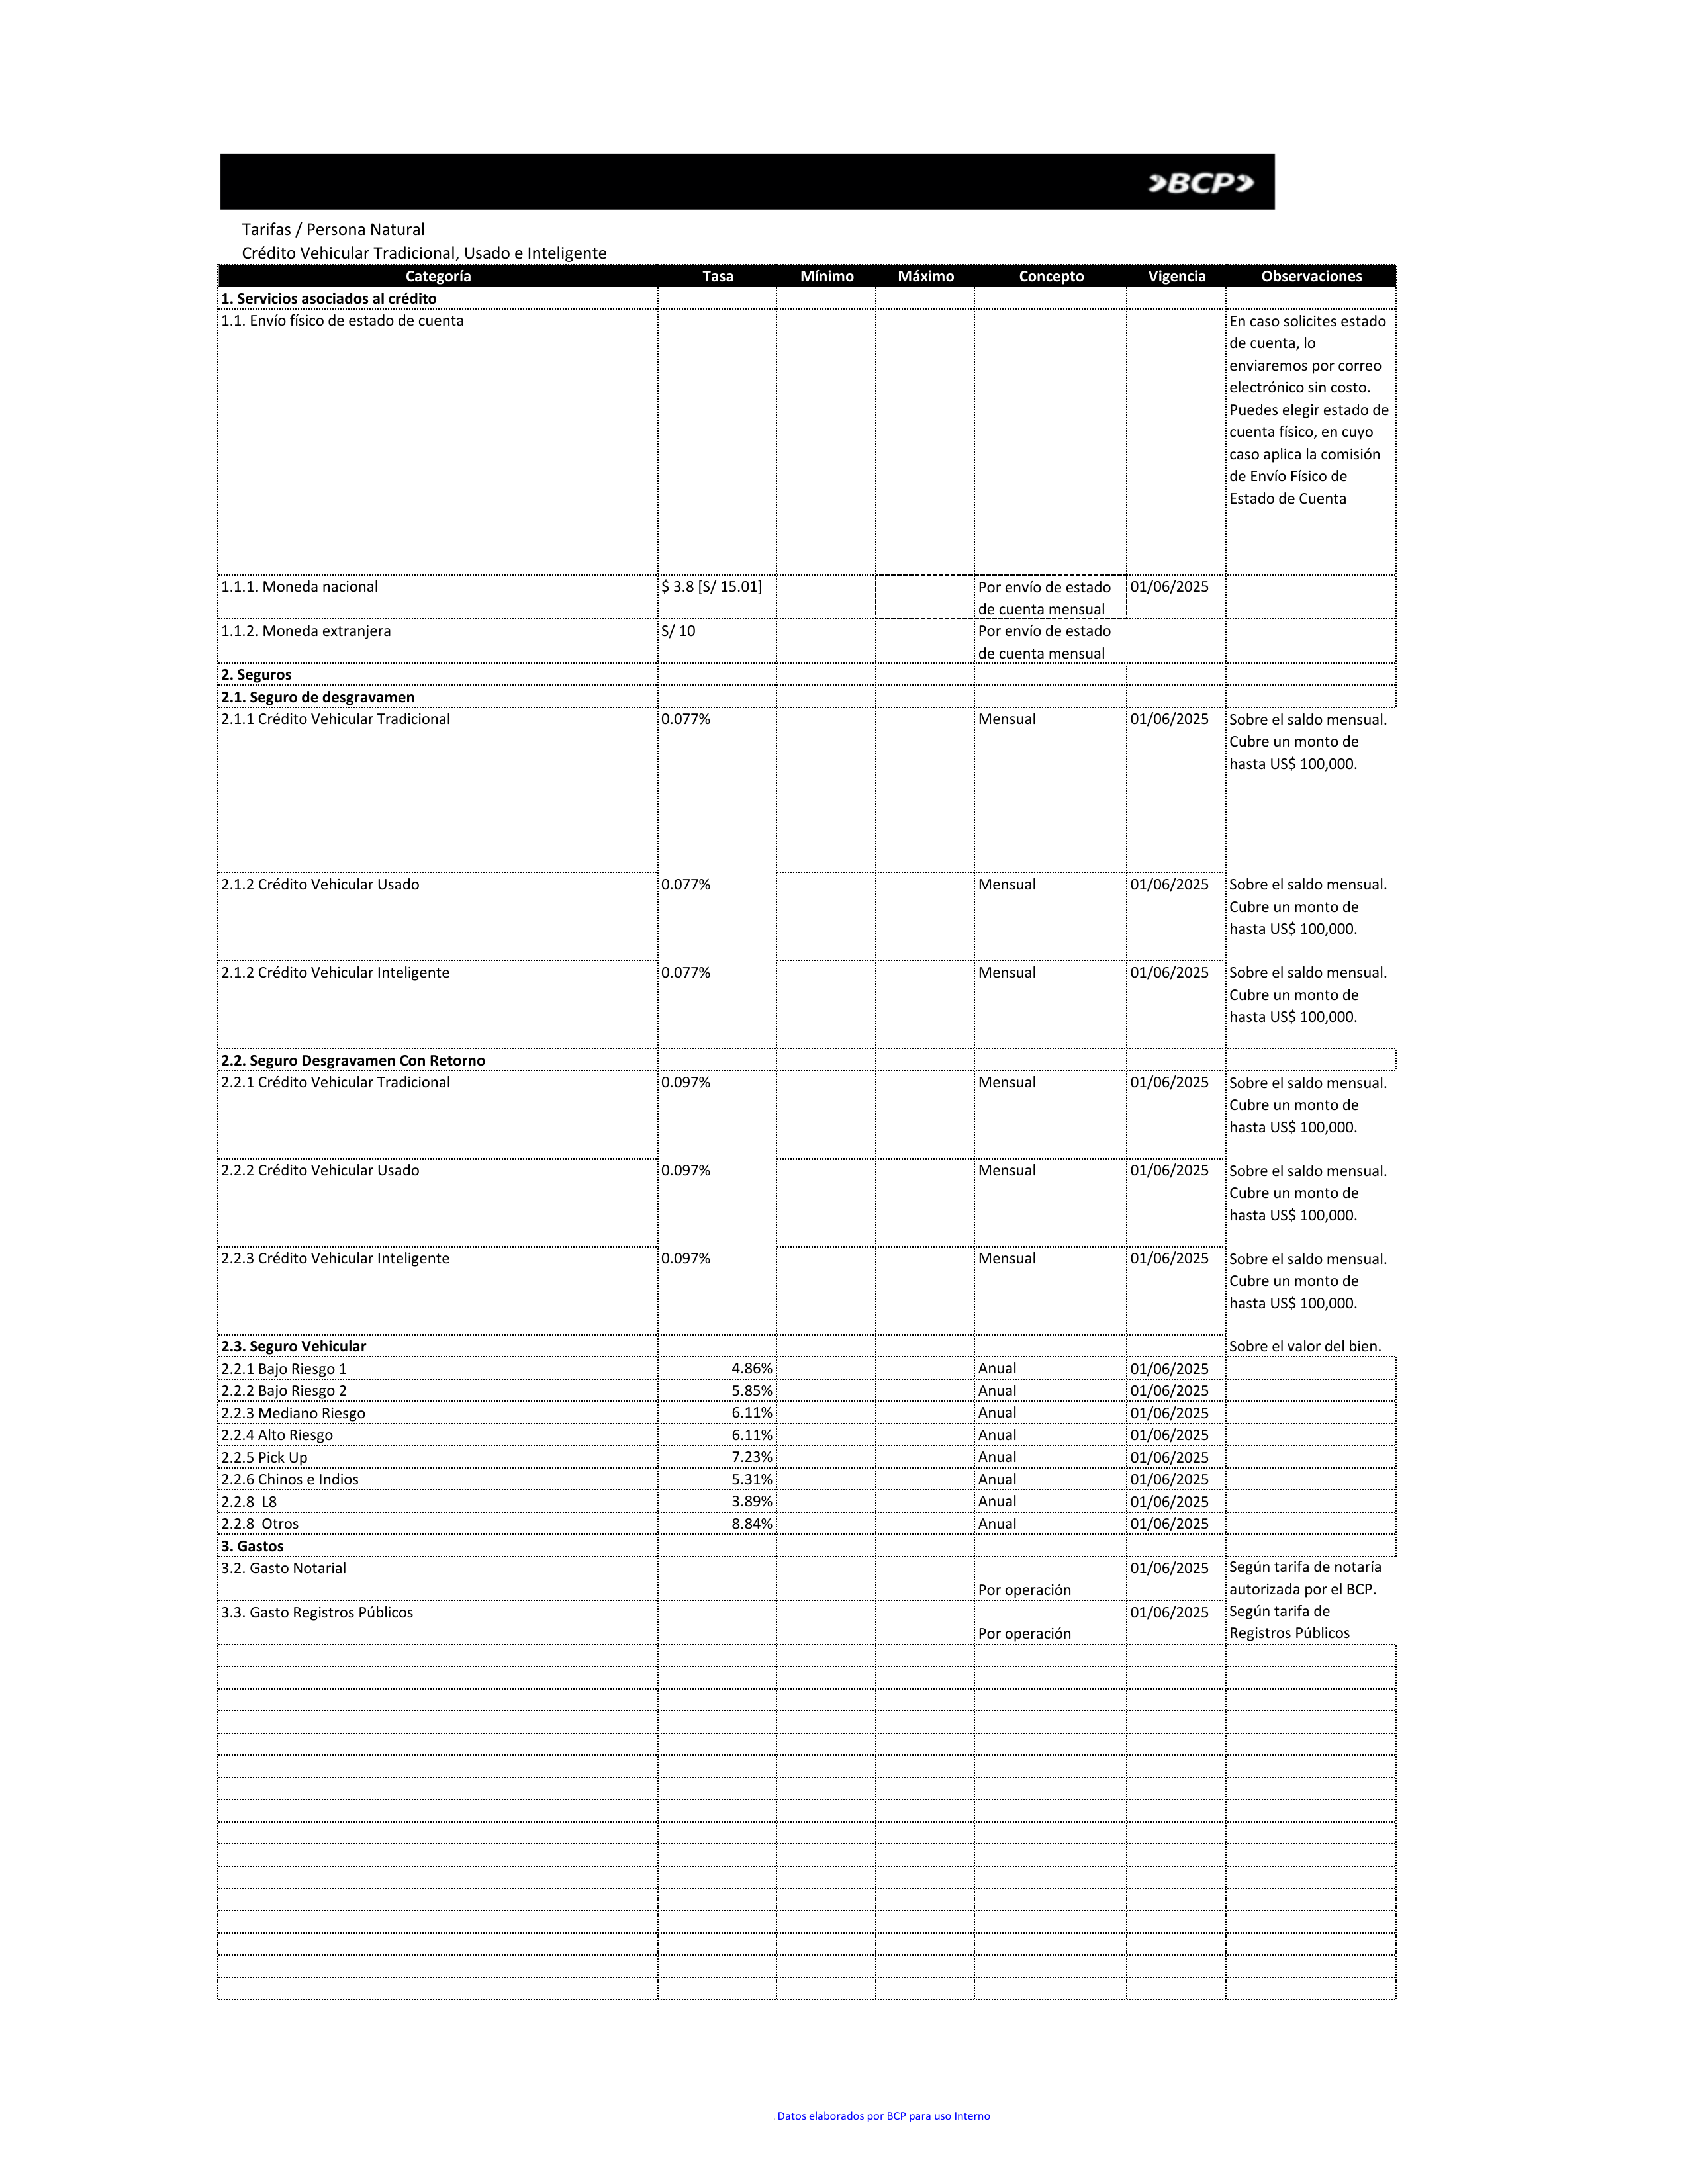 BCP
Tarifas / Persona Natural
Crédito Vehicular Tradicional, Usado e Inteligente
Categoría Tasa Mínimo Máximo Concepto Vigencia Observaciones
1. Servicios asociados al crédito
1.1. Envío físico de estado de cuenta
En caso solicites estado
de cuenta, lo
enviaremos por correo
electrónico sin costo.
Puedes elegir estado de
cuenta físico, en cuyo
caso aplica la comisión
de Envío Físico de
Estado de Cuenta
1.1.1. Moneda nacional $ 3.8 [S/ 15.01] Por envío de estado 01/06/2025
de cuenta mensual
1.1.2. Moneda extranjera S/ 10 Por envío de estado
de cuenta mensual
2. Seguros
2.1. Seguro de desgravamen
2.1.1 Crédito Vehicular Tradicional 0.077% Mensual 01/06/2025 Sobre el saldo mensual.
Cubre un monto de
hasta US$ 100,000.
2.1.2 Crédito Vehicular Usado 0.077% Mensual 01/06/2025 Sobre el saldo mensual.
Cubre un monto de
hasta US$ 100,000.
2.1.2 Crédito Vehicular Inteligente 0.077% Mensual 01/06/2025 Sobre el saldo mensual.
Cubre un monto de
hasta US$ 100,000.
2.2. Seguro Desgravamen Con Retorno
2.2.1 Crédito Vehicular Tradicional 0.097% Mensual 01/06/2025 Sobre el saldo mensual.
Cubre un monto de
hasta US$ 100,000.
2.2.2 Crédito Vehicular Usado 0.097% Mensual 01/06/2025 Sobre el saldo mensual.
Cubre un monto de
hasta US$ 100,000.
2.2.3 Crédito Vehicular Inteligente 0.097% Mensual 01/06/2025 Sobre el saldo mensual.
Cubre un monto de
hasta US$ 100,000.
2.3. Seguro Vehicular Sobre el valor del bien.
2.2.1 Bajo Riesgo 1 4.86% Anual 01/06/2025
2.2.2 Bajo Riesgo 2 5.85% Anual 01/06/2025
2.2.3 Mediano Riesgo 6.11% Anual 01/06/2025
2.2.4 Alto Riesgo 6.11% Anual 01/06/2025
2.2.5 Pick Up 7.23% Anual 01/06/2025
2.2.6 Chinos e Indios 5.31% Anual 01/06/2025
2.2.8 L8 3.89% Anual 01/06/2025
2.2.8 Otros 8.84% Anual 01/06/2025
3. Gastos
3.2. Gasto Notarial 01/06/2025 Según tarifa de notaría
Por operación autorizada por el BCP.
3.3. Gasto Registros Públicos 01/06/2025 Según tarifa de
Por operación Registros Públicos
Datos elaborados por BCP para uso Interno